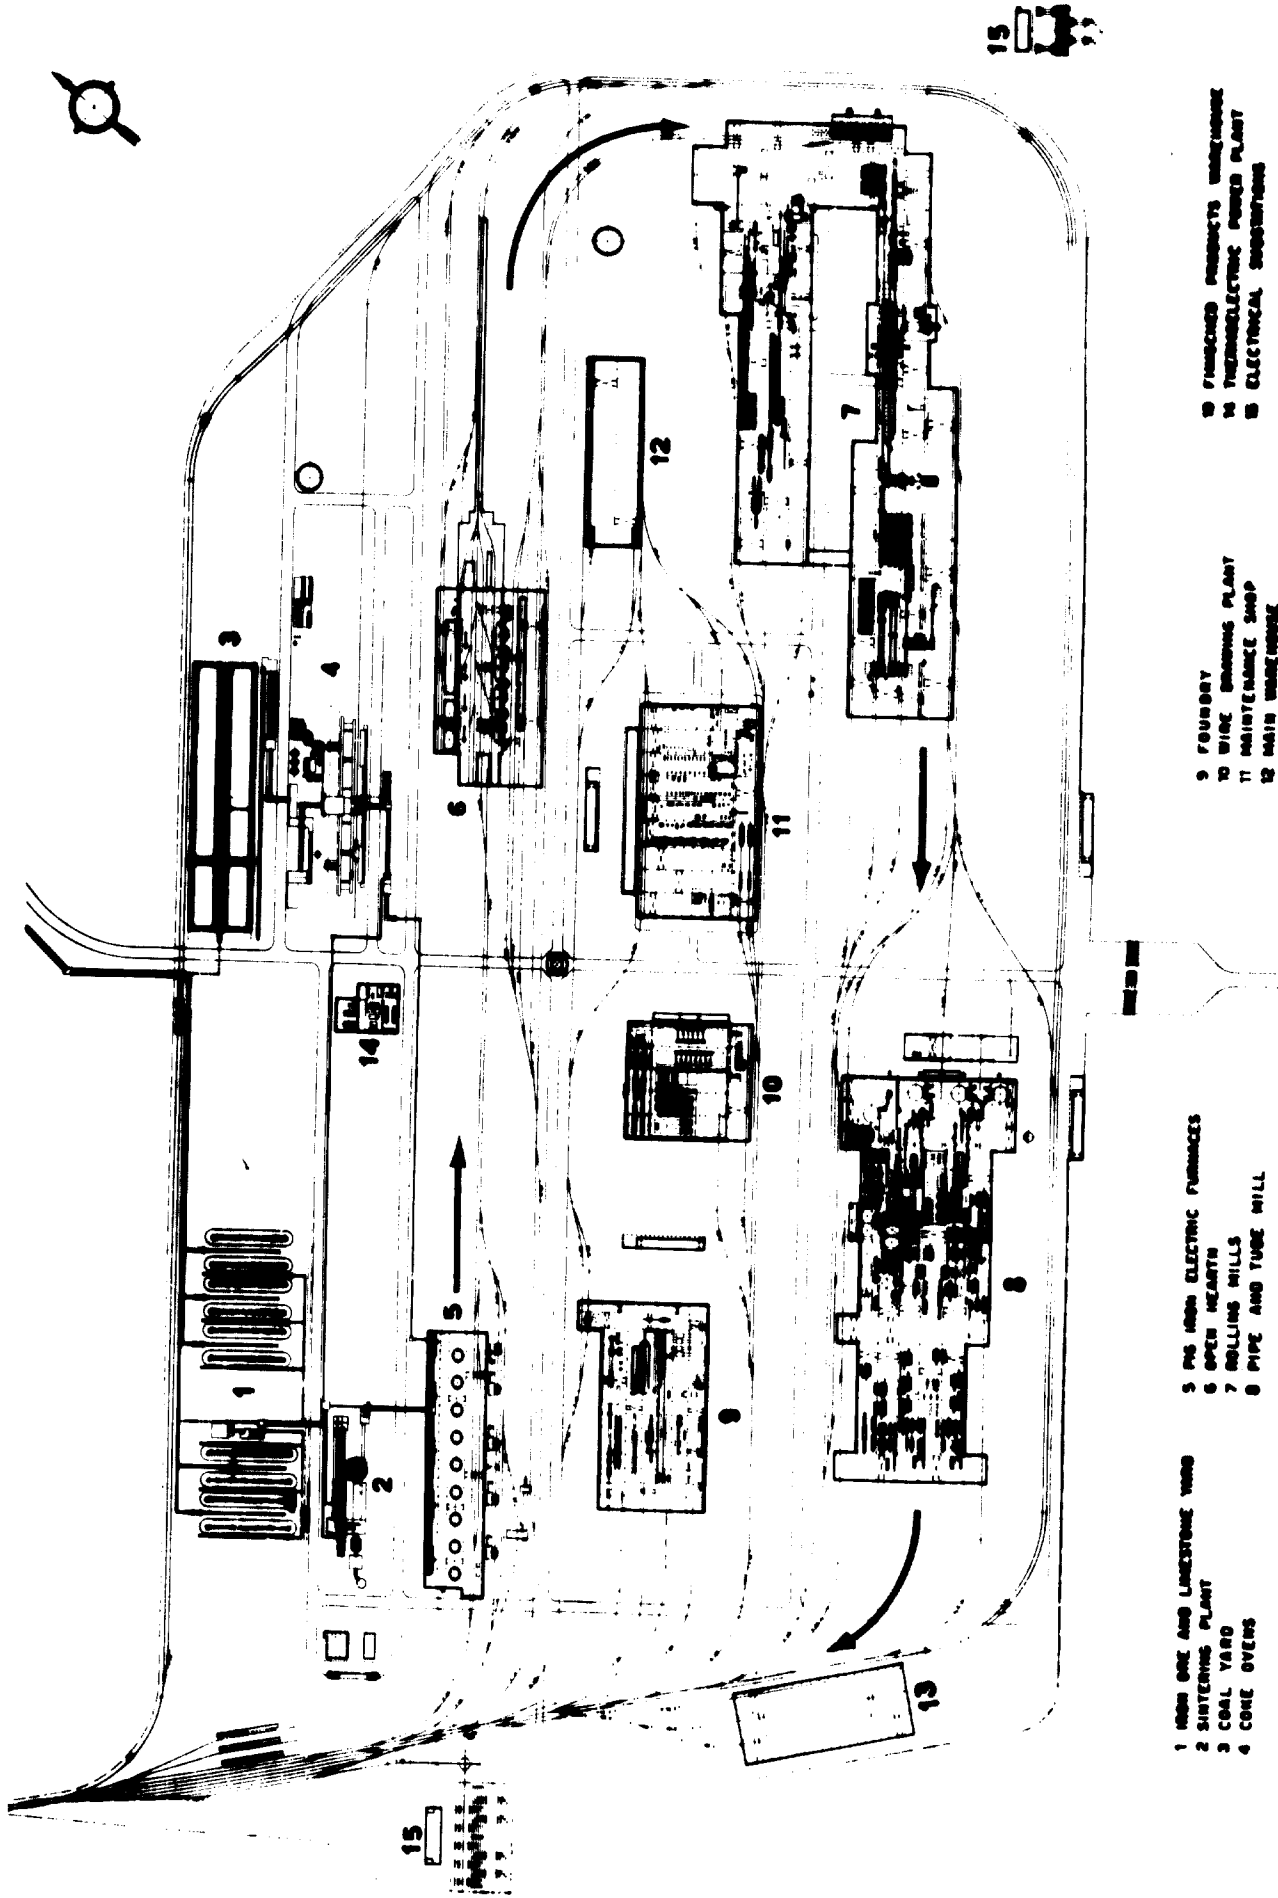 15
3
4
6
12
7
14
11
10
5
1
2
9
8
13
15
1 IRON ORE AND LIMESTONE YARD
2 SINTERING PLANT
3 COAL YARD
4 COKE OVENS
5 PIG IRON ELECTRIC FURNACES
6 OPEN HEARTH
7 ROLLING MILLS
8 PIPE AND TUBE MILL
9 FOUNDRY
10 WIRE DRAWING PLANT
11 MAINTENANCE SHOP
12 MAIN WAREHOUSE
13 FINISCHED PRODUCTS WAREHOUSE
14 THERMOELECTRIC POWER PLANT
15 ELECTRICAL SUBSTATIONS